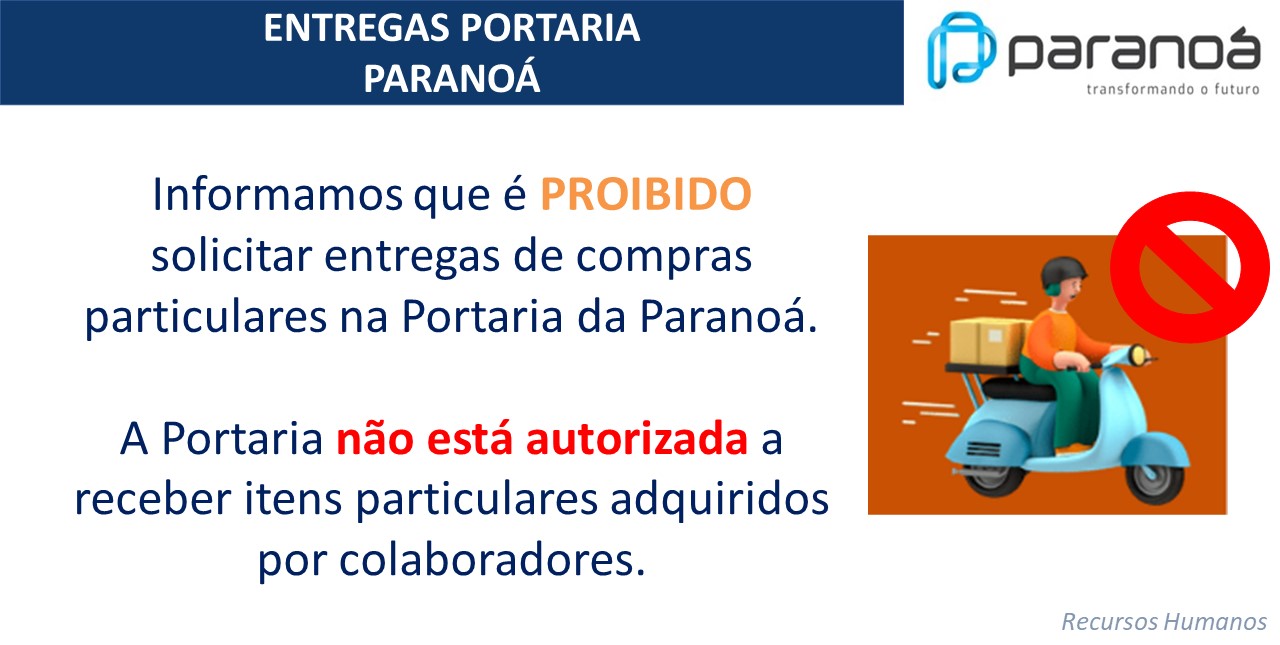 ENTREGAS PORTARIA
PARANOÁ
paranoá
transformando o futuro
Informamos que é PROIBIDO
solicitar entregas de compras
particulares na Portaria da Paranoá.
A Portaria não está autorizada a
receber itens particulares adquiridos
por colaboradores.
Recursos Humanos